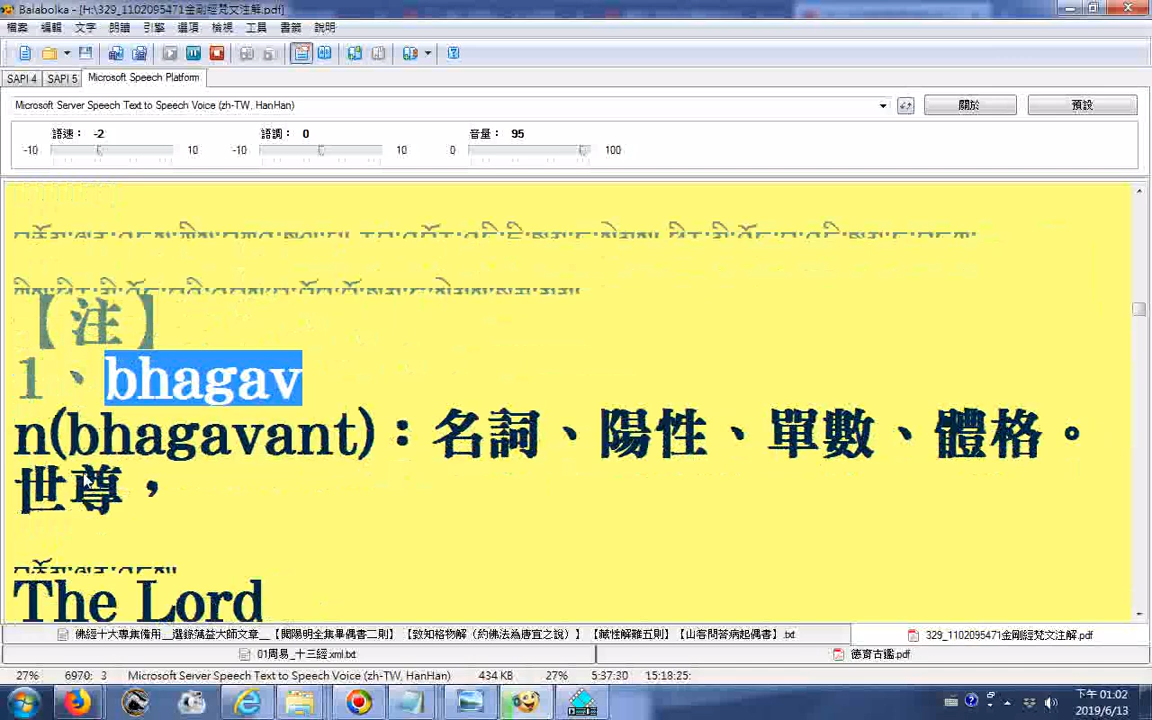 Balabolka - [H:\329_1102095471金剛經梵文注解.pdf]
檔案 編輯 文字 朗讀 引擎 選項 檢視 工具 書籤 說明
SAPI 4 SAPI 5 Microsoft Speech Platform
Microsoft Server Speech Text to Speech Voice (zh-TW, HanHan) 關於 預設
語速： -2 語調： 0 音量： 95
-10 10 -10 10 0 100
【注】
1、bhagav
n(bhagavant)：名詞、陽性、單數、體格。
世尊，
The Lord
329_1102095471金剛經梵文注解.pdf
01周易_十三經.xml.txt 德育古鑑.pdf
27% 6970: 3 Microsoft Server Speech Text to Speech Voice (zh-TW, HanHan) 434 KB 27% 5:37:30 15:18:25:
下午 01:02
2019/6/13